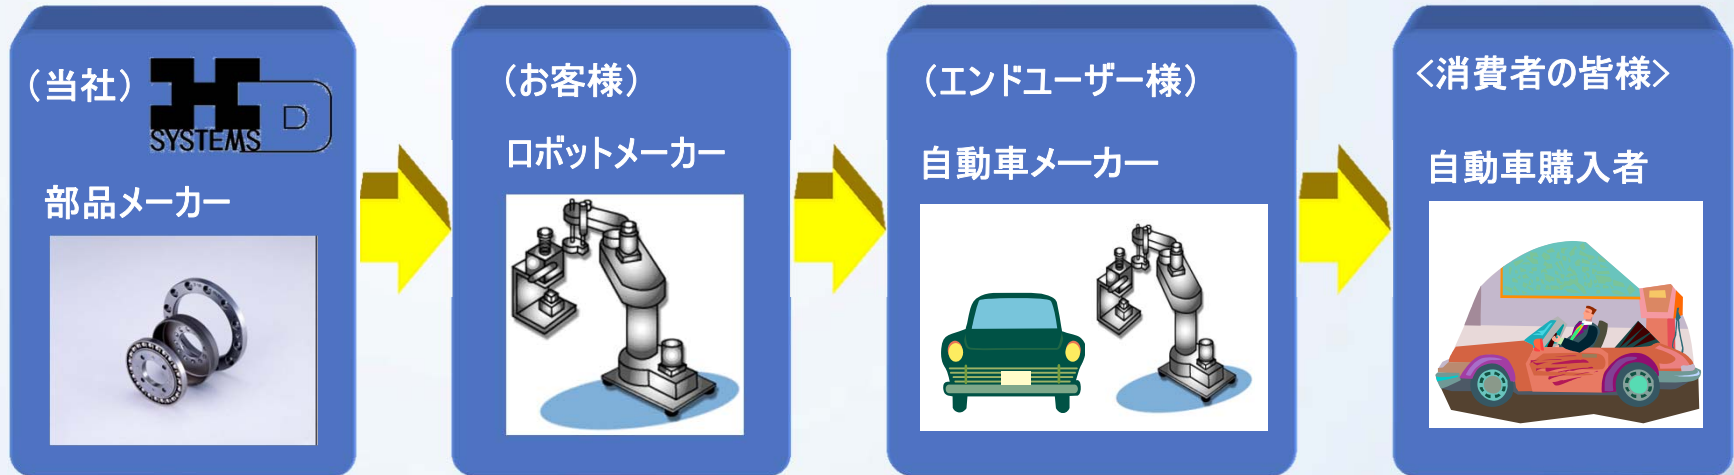 （当社）
H D
SYSTEMS
部品メーカー
（お客様）
ロボットメーカー
（エンドユーザー様）
自動車メーカー
<消費者の皆様>
自動車購入者